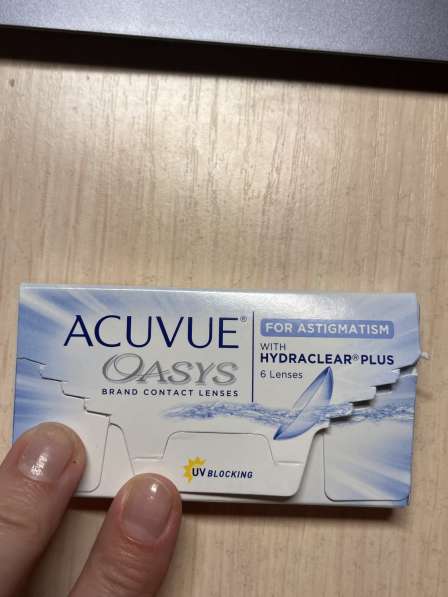 ACUVUE®
OASYS
BRAND CONTACT LENSES
FOR ASTIGMATISM
WITH
HYDRACLEAR® PLUS
6 Lenses
UV BLOCKING